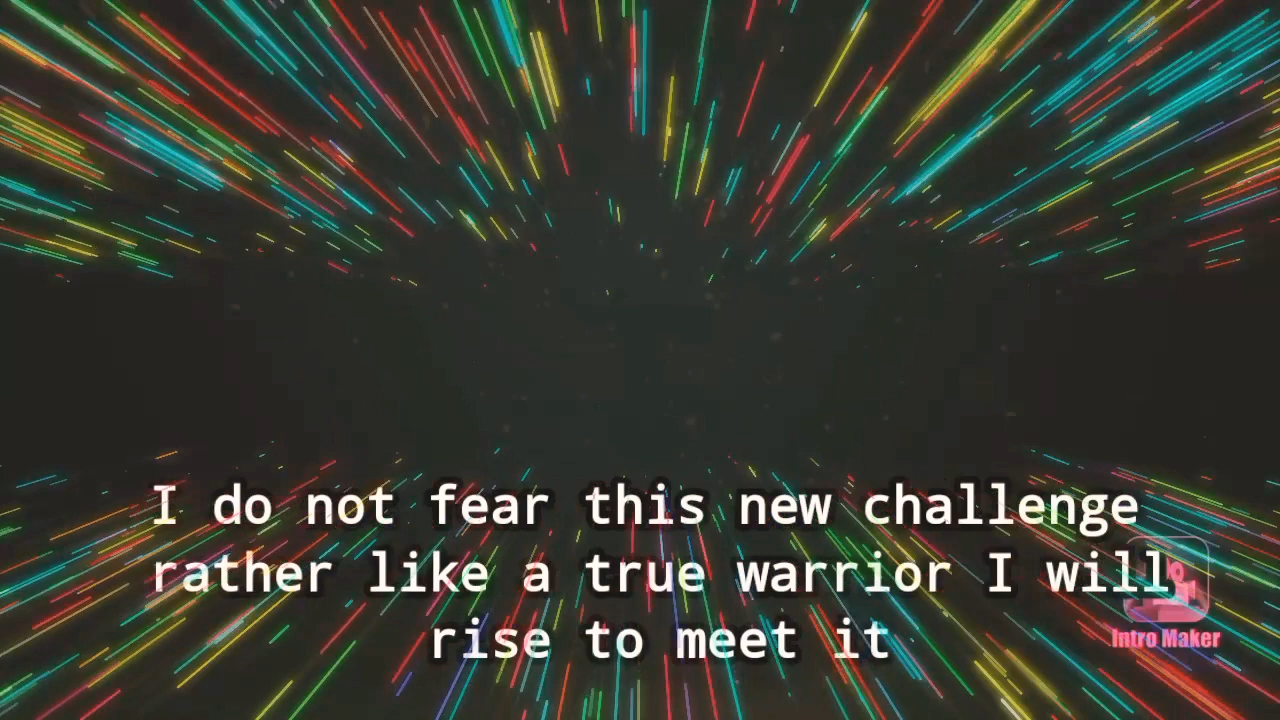 I do not fear this new challenge
rather like a true warrior I will
rise to meet it
Intro Maker